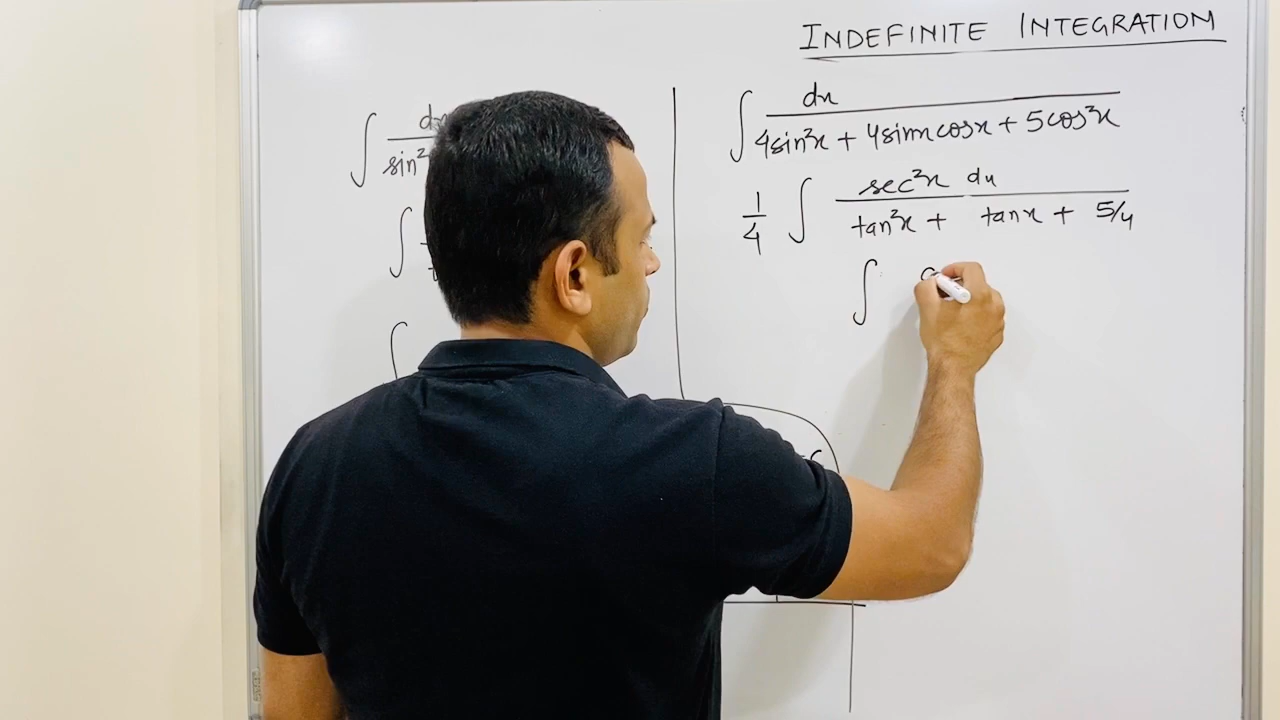 INDEFINITE INTEGRATION
∫ dx
sin²
∫
∫
∫ dx / 4sin²x + 4sinx cosx + 5cos²x
1/4 ∫ sec²x dx / tan²x + tanx + 5/4
∫